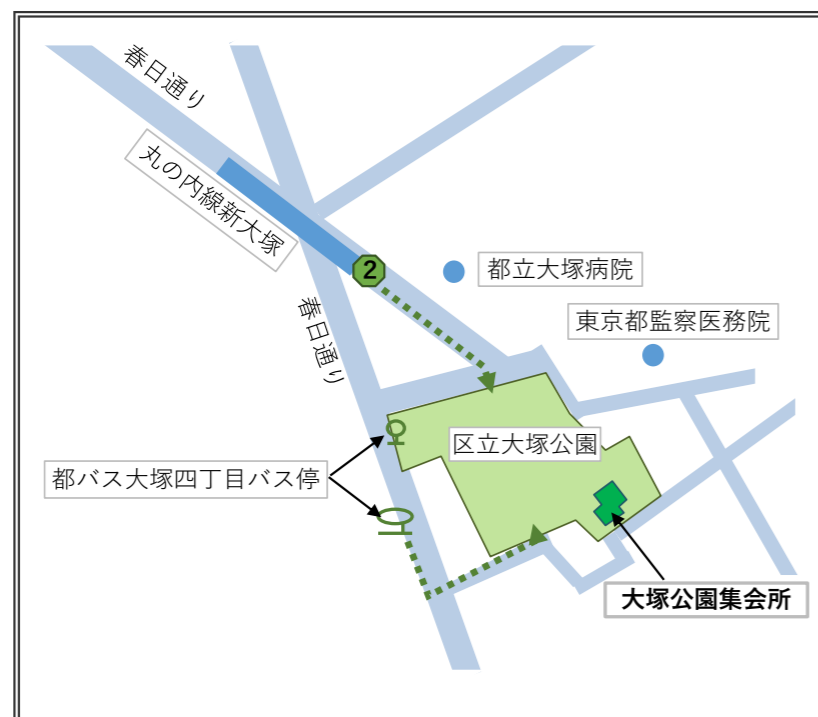 春日通り
丸の内線新大塚
2
都立大塚病院
東京都監察医務院
春日通り
区立大塚公園
都バス大塚四丁目バス停
大塚公園集会所